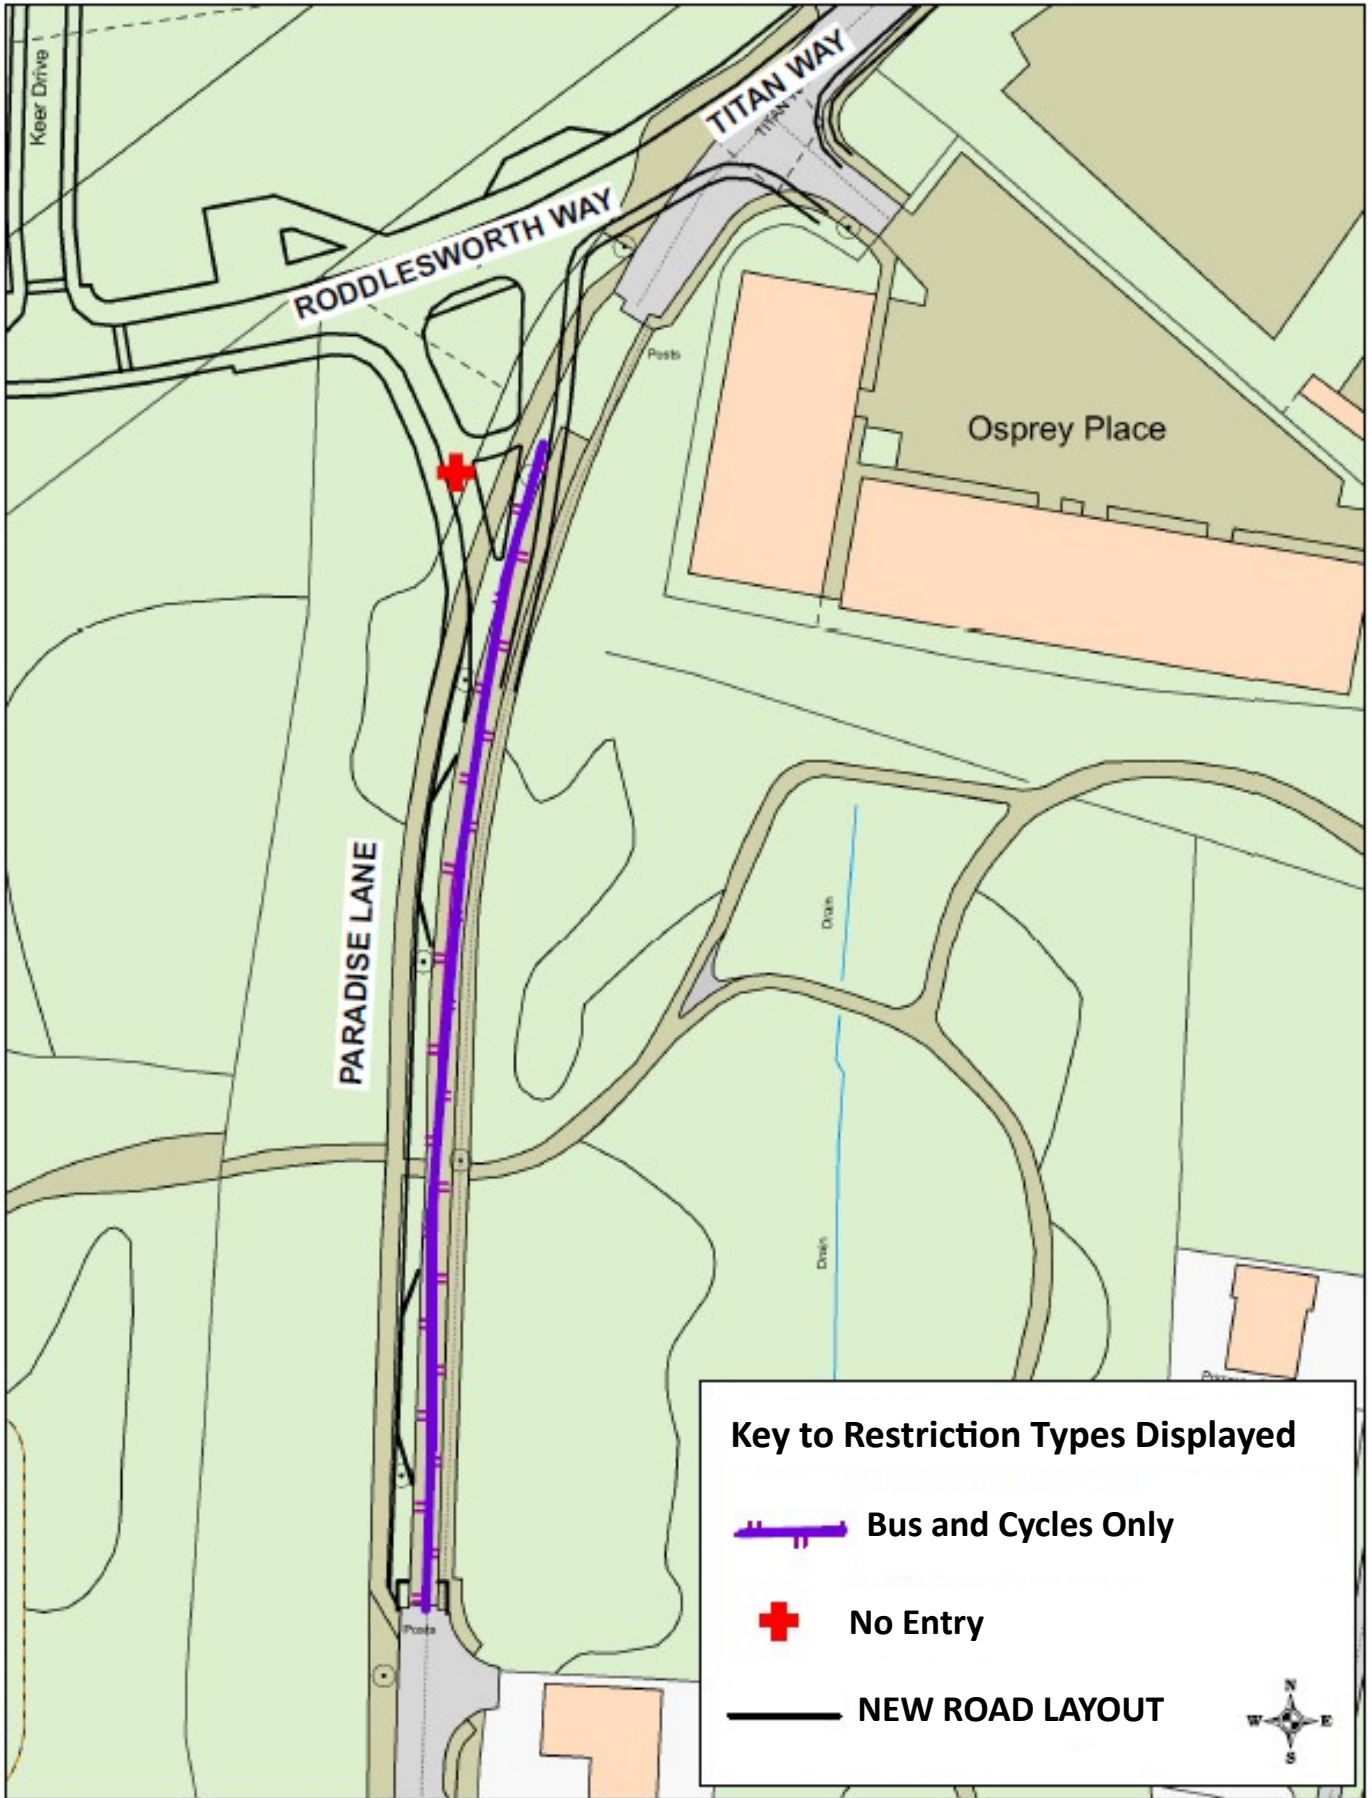 Keer Drive
TITAN WAY
RODDLESWORTH WAY
Posts
Osprey Place
PARADISE LANE
Drain
Drain
Posts
Key to Restriction Types Displayed
Bus and Cycles Only
No Entry
NEW ROAD LAYOUT
N
W E
S